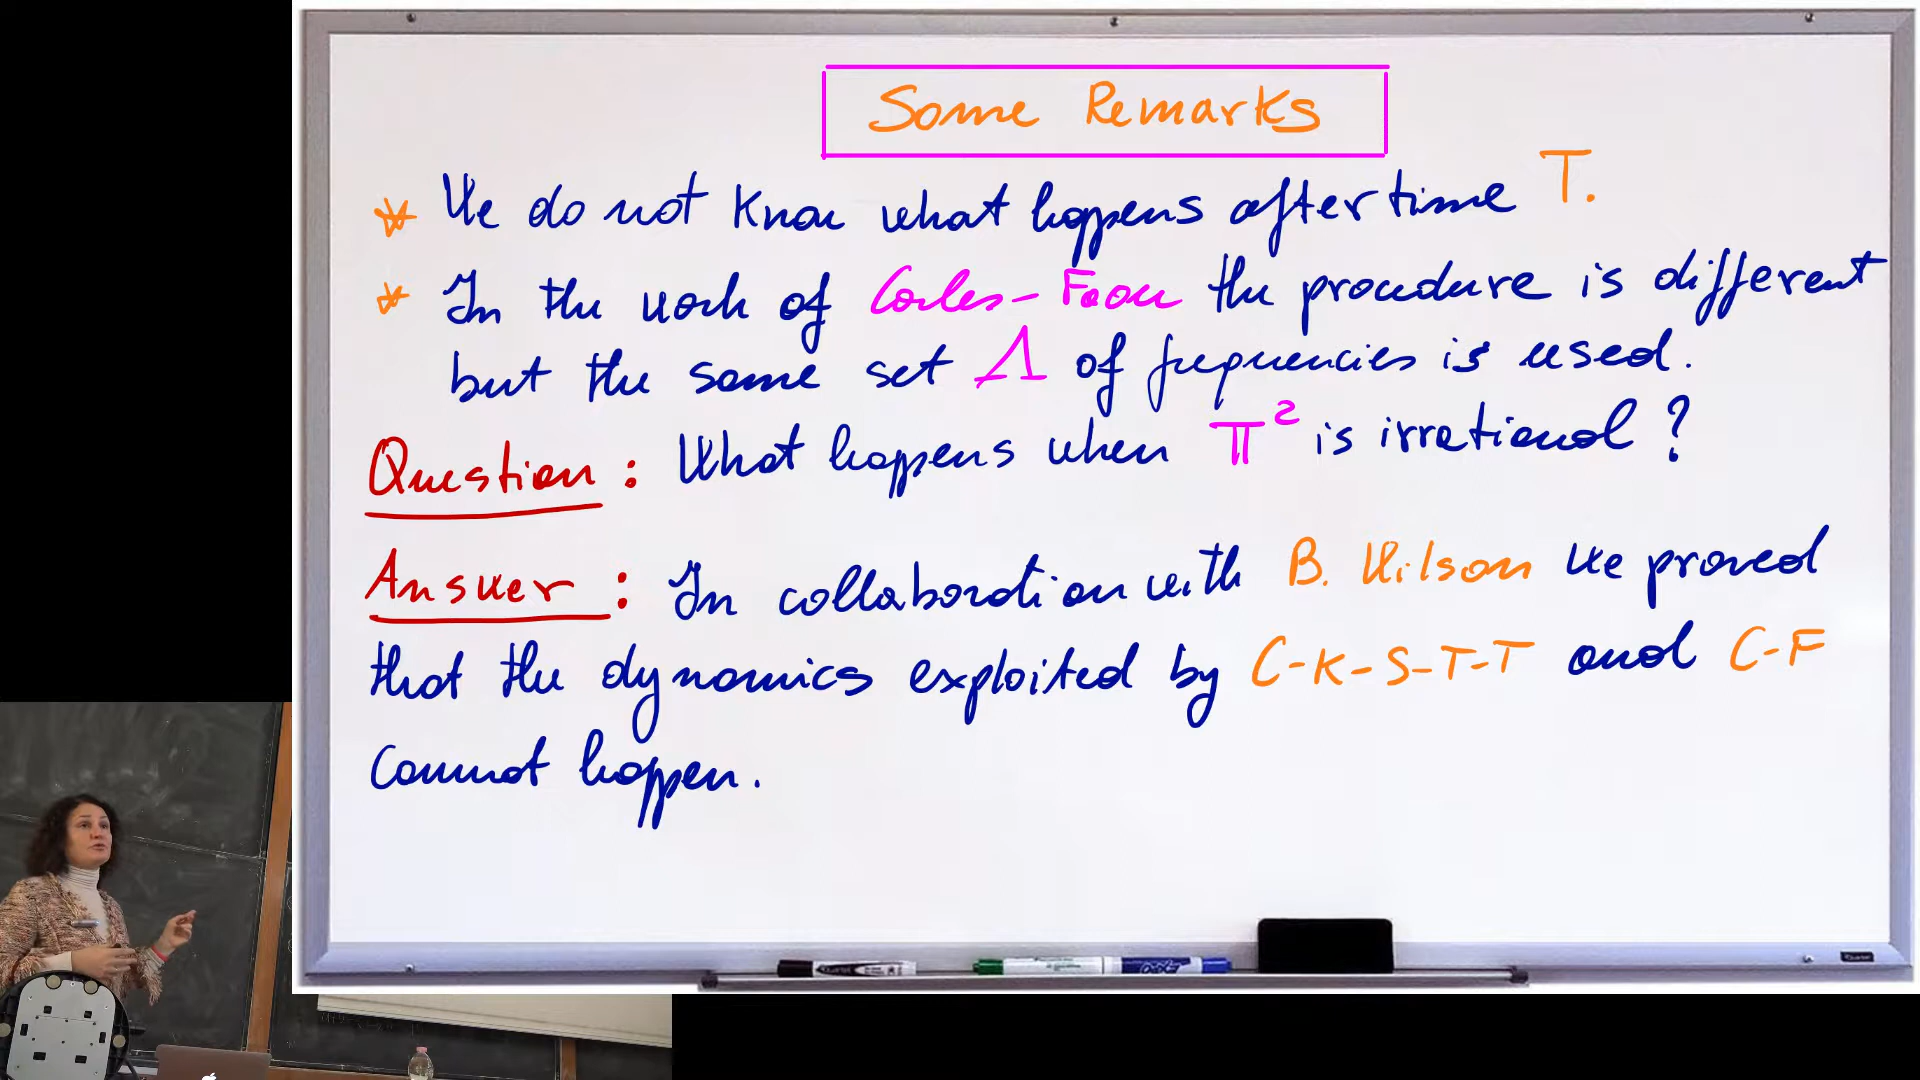 Some Remarks
* We do not know what happens after time T.
* In the work of Carles-Faou the procedure is different
but the same set Λ of frequencies is used.
Question: What happens when 𝕋² is irrational?
Answer: In collaboration with B. Wilson we proved
that the dynamics exploited by C-K-S-T-T and C-F
cannot happen.